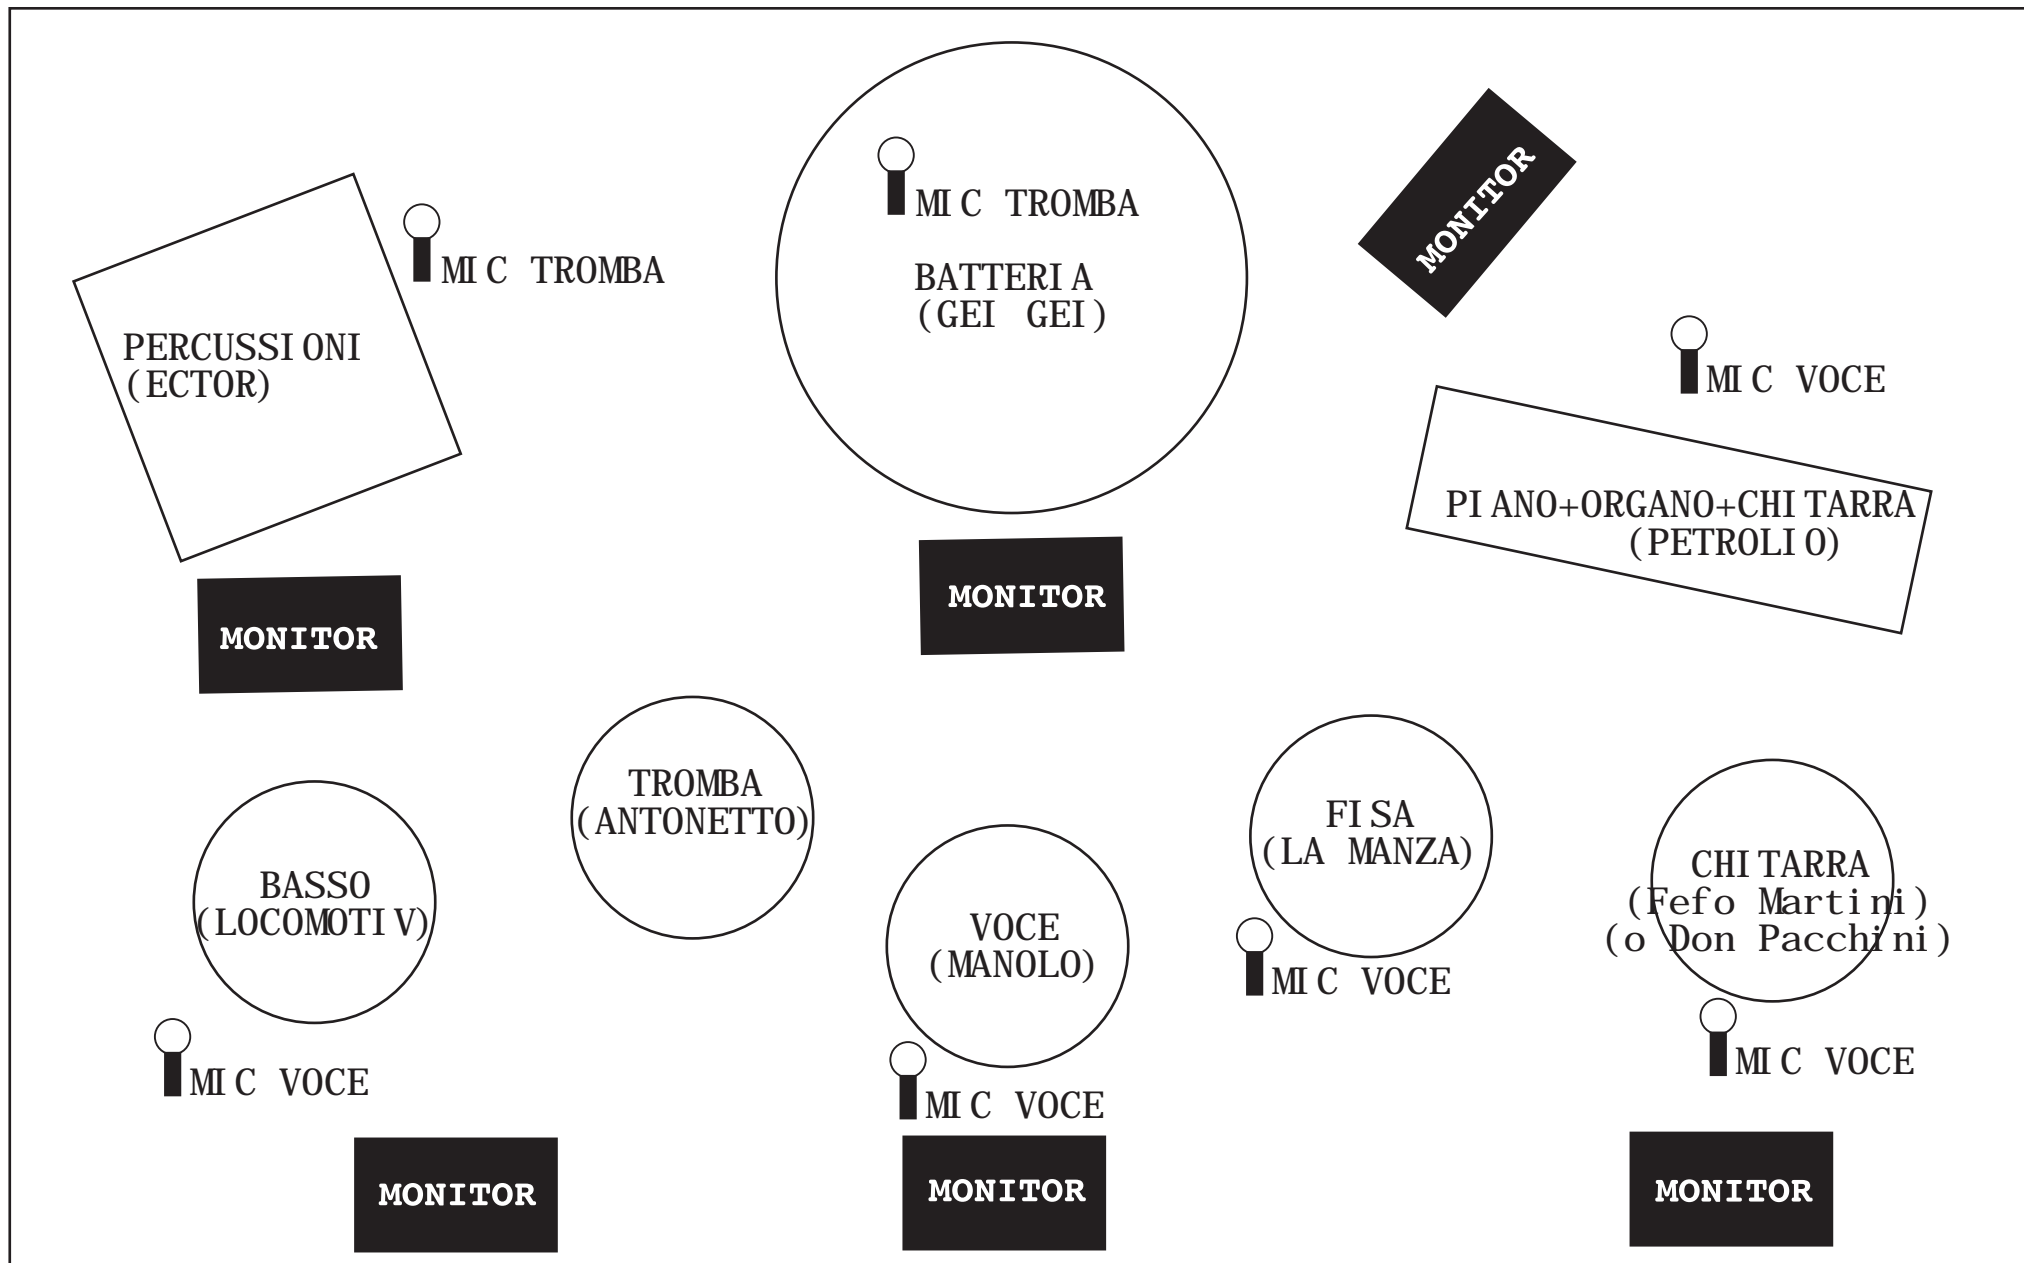 MIC TROMBA
BATTERIA
(GEI GEI)
MONITOR
MIC TROMBA
PERCUSSIONI
(ECTOR)
MIC VOCE
PIANO+ORGANO+CHITARRA
(PETROLIO)
MONITOR
MONITOR
TROMBA
(ANTONETTO)
FISA
(LA MANZA)
BASSO
(LOCOMOTIV)
VOCE
(MANOLO)
CHITARRA
(Fefo Martini)
(o Don Pacchini)
MIC VOCE
MIC VOCE
MIC VOCE
MIC VOCE
MONITOR
MONITOR
MONITOR